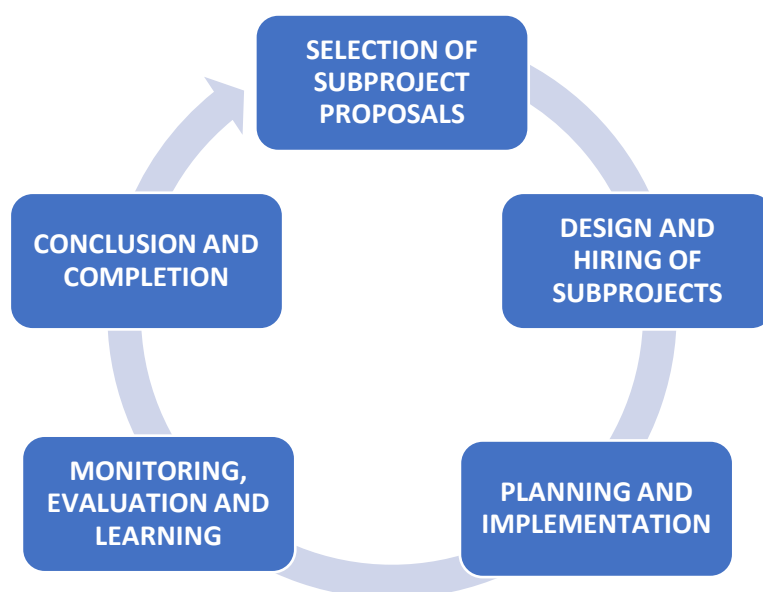 SELECTION OF
SUBPROJECT
PROPOSALS
DESIGN AND
HIRING OF
SUBPROJECTS
PLANNING AND
IMPLEMENTATION
MONITORING,
EVALUATION AND
LEARNING
CONCLUSION AND
COMPLETION